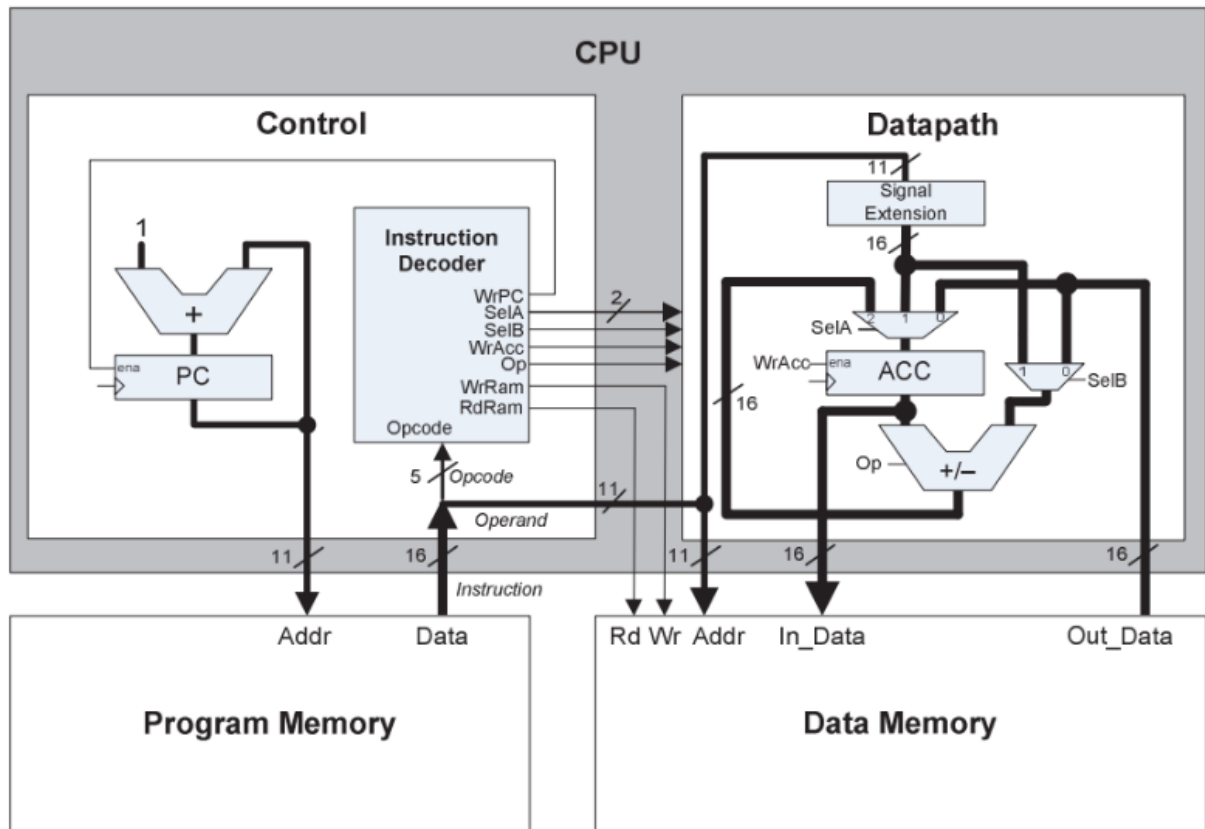 CPU
Control
1
+
ena
PC
Instruction
Decoder
WrPC
SelA
SelB
WrAcc
Op
WrRam
RdRam
Opcode
5
Opcode
Operand
11
2
11
16
Instruction
Datapath
11
Signal
Extension
16
2
1
0
SelA
WrAcc
ena
ACC
1
0
SelB
16
Op
+/–
11
16
16
Addr
Data
Program Memory
Rd
Wr
Addr
In_Data
Out_Data
Data Memory